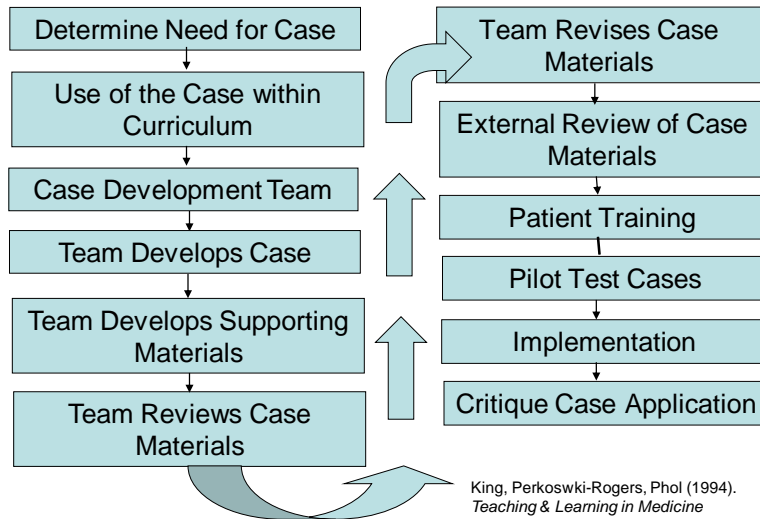 Determine Need for Case
Use of the Case within
Curriculum
Case Development Team
Team Develops Case
Team Develops Supporting
Materials
Team Reviews Case
Materials
Team Revises Case
Materials
External Review of Case
Materials
Patient Training
Pilot Test Cases
Implementation
Critique Case Application
King, Perkoswki-Rogers, Phol (1994).
Teaching & Learning in Medicine